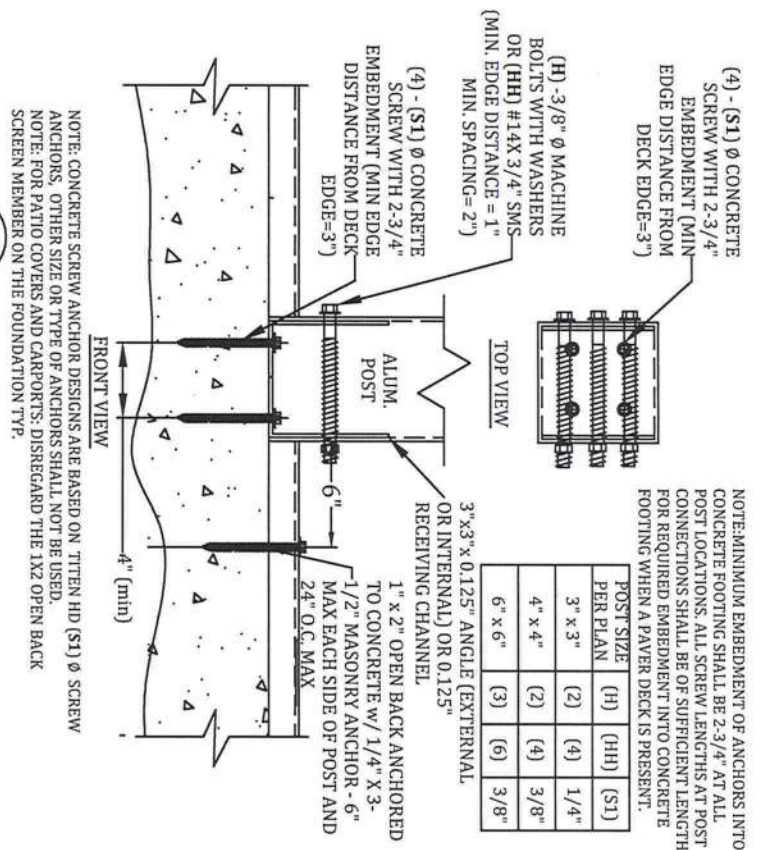 (4) - (S1) Ø CONCRETE
SCREW WITH 2-3/4"
EMBEDMENT (MIN
EDGE DISTANCE FROM
DECK EDGE=3")
NOTE:MINIMUM EMBEDMENT OF ANCHORS INTO
CONCRETE FOOTING SHALL BE 2-3/4" AT ALL
POST LOCATIONS. ALL SCREW LENGTHS AT POST
CONNECTIONS SHALL BE OF SUFFICIENT LENGTH
FOR REQUIRED EMBEDMENT INTO CONCRETE
FOOTING WHEN A PAVER DECK IS PRESENT.
TOP VIEW
POST SIZE
PER PLAN (H) (HH) (S1)
3" x 3" (2) (4) 1/4"
4" x 4" (2) (4) 3/8"
6" x 6" (3) (6) 3/8"
(H) -3/8" Ø MACHINE
BOLTS WITH WASHERS
OR (HH) #14X 3/4" SMS
(MIN. EDGE DISTANCE = 1"
MIN. SPACING= 2")
ALUM.
POST
3"x3"x 0.125" ANGLE (EXTERNAL
OR INTERNAL) OR 0.125"
RECEIVING CHANNEL
(4) - (S1) Ø CONCRETE
SCREW WITH 2-3/4"
EMBEDMENT (MIN EDGE
DISTANCE FROM DECK
EDGE=3")
6"
1" x 2" OPEN BACK ANCHORED
TO CONCRETE w/ 1/4" X 3-
1/2" MASONRY ANCHOR - 6"
MAX EACH SIDE OF POST AND
24" O.C. MAX
4" (min)
FRONT VIEW
NOTE: CONCRETE SCREW ANCHOR DESIGNS ARE BASED ON TITEN HD (S1) Ø SCREW
ANCHORS, OTHER SIZE OR TYPE OF ANCHORS SHALL NOT BE USED.
NOTE: FOR PATIO COVERS AND CARPORTS: DISREGARD THE 1X2 OPEN BACK
SCREEN MEMBER ON THE FOUNDATION TYP.